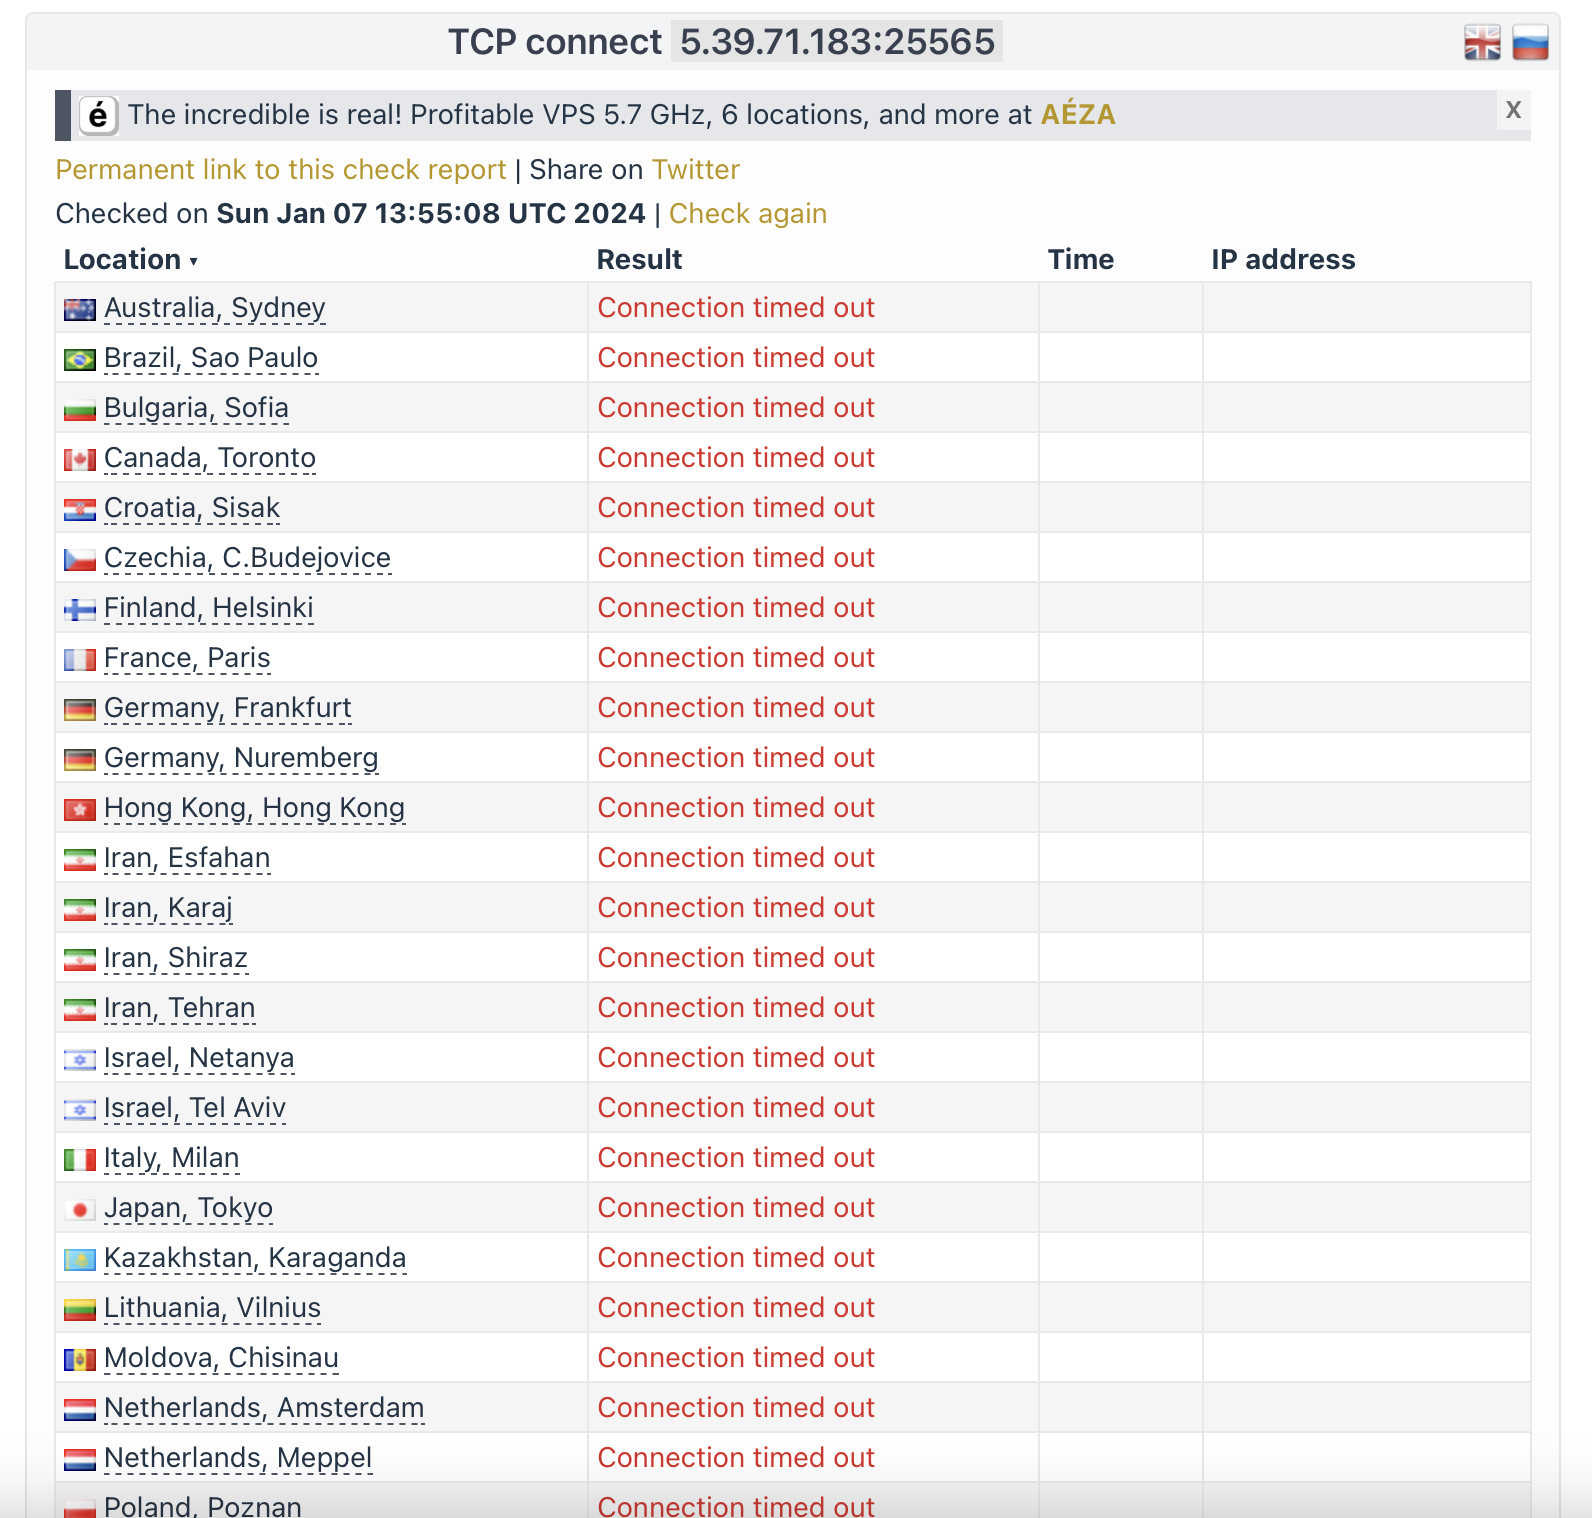 TCP connect 5.39.71.183:25565
é The incredible is real! Profitable VPS 5.7 GHz, 6 locations, and more at AÉZA X
Permanent link to this check report | Share on Twitter
Checked on Sun Jan 07 13:55:08 UTC 2024 | Check again
Location ▾ Result Time IP address
Australia, Sydney Connection timed out
Brazil, Sao Paulo Connection timed out
Bulgaria, Sofia Connection timed out
Canada, Toronto Connection timed out
Croatia, Sisak Connection timed out
Czechia, C.Budejovice Connection timed out
Finland, Helsinki Connection timed out
France, Paris Connection timed out
Germany, Frankfurt Connection timed out
Germany, Nuremberg Connection timed out
Hong Kong, Hong Kong Connection timed out
Iran, Esfahan Connection timed out
Iran, Karaj Connection timed out
Iran, Shiraz Connection timed out
Iran, Tehran Connection timed out
Israel, Netanya Connection timed out
Israel, Tel Aviv Connection timed out
Italy, Milan Connection timed out
Japan, Tokyo Connection timed out
Kazakhstan, Karaganda Connection timed out
Lithuania, Vilnius Connection timed out
Moldova, Chisinau Connection timed out
Netherlands, Amsterdam Connection timed out
Netherlands, Meppel Connection timed out
Poland, Poznan Connection timed out